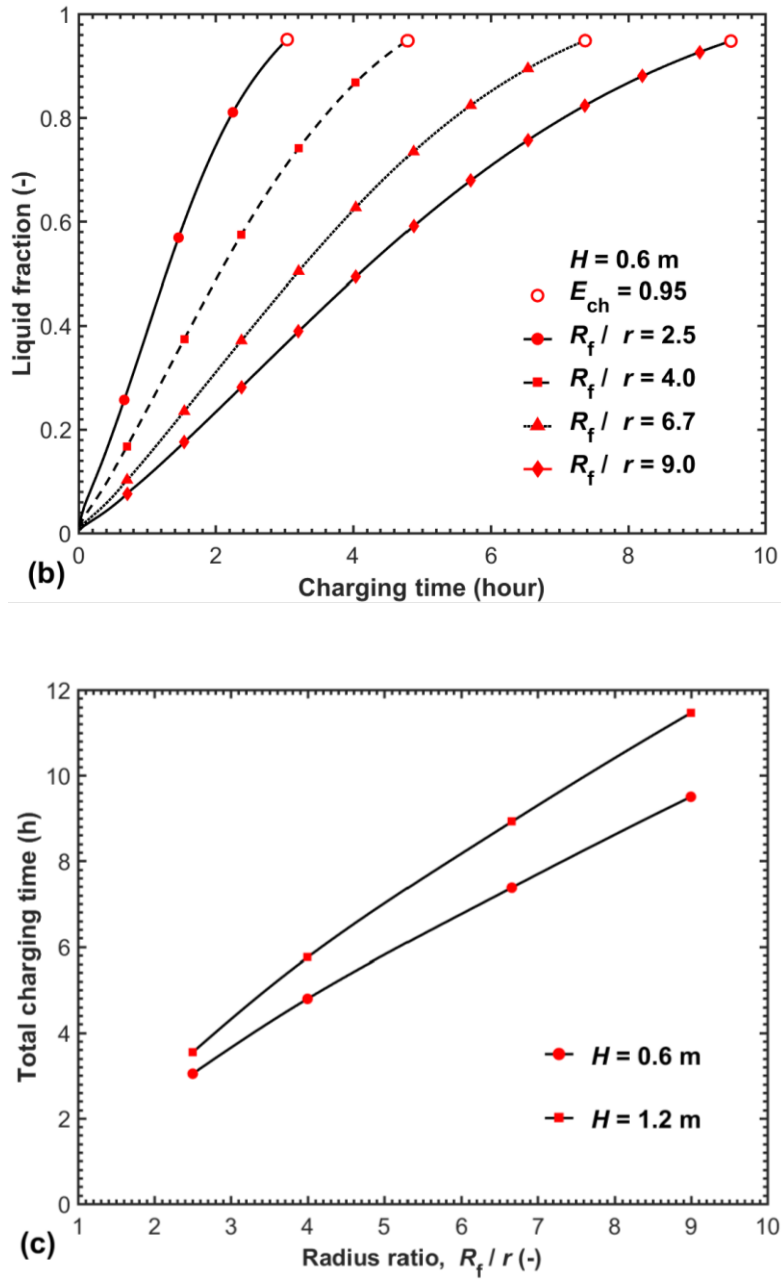 1
0.8
0.6
0.4
0.2
0
Liquid fraction (-)
H = 0.6 m
E_ch = 0.95
R_f / r = 2.5
R_f / r = 4.0
R_f / r = 6.7
R_f / r = 9.0
0 2 4 6 8 10
(b)
Charging time (hour)
12
10
8
6
4
2
0
Total charging time (h)
H = 0.6 m
H = 1.2 m
1 2 3 4 5 6 7 8 9 10
(c)
Radius ratio, R_f / r (-)